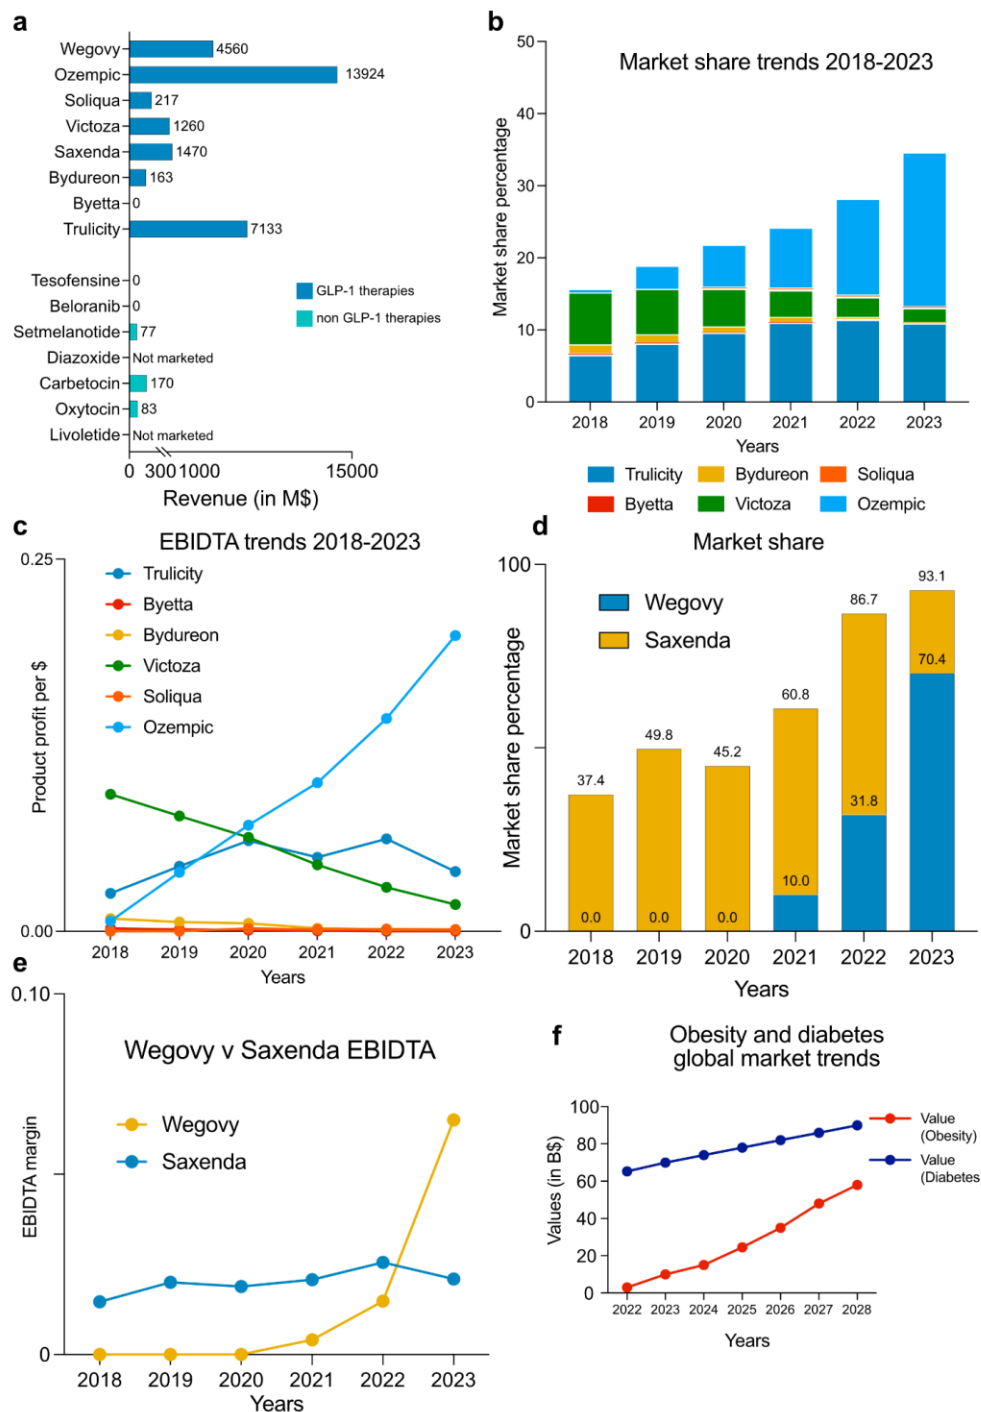 a
Wegovy 4560
Ozempic 13924
Soliqua 217
Victoza 1260
Saxenda 1470
Bydureon 163
Byetta 0
Trulicity 7133
Tesofensine 0
Beloranib 0
Setmelanotide 77
Diazoxide Not marketed
Carbetocin 170
Oxytocin 83
Livoletide Not marketed
GLP-1 therapies
non GLP-1 therapies
0 300 1000 15000
Revenue (in M$)
b
Market share trends 2018-2023
Market share percentage
50
40
30
20
10
0
2018 2019 2020 2021 2022 2023
Years
Trulicity Bydureon Soliqua
Byetta Victoza Ozempic
c
EBIDTA trends 2018-2023
Product profit per $
0.25
0.00
Trulicity
Byetta
Bydureon
Victoza
Soliqua
Ozempic
2018 2019 2020 2021 2022 2023
Years
d
Market share
Market share percentage
100
0
Wegovy
Saxenda
37.4 49.8 45.2 60.8 86.7 93.1
0.0 0.0 0.0 10.0 31.8 70.4
2018 2019 2020 2021 2022 2023
Years
e
Wegovy v Saxenda EBIDTA
EBIDTA margin
0.10
0
Wegovy
Saxenda
2018 2019 2020 2021 2022 2023
Years
f
Obesity and diabetes
global market trends
Values (in B$)
100
80
60
40
20
0
Value
(Obesity)
Value
(Diabetes
2022 2023 2024 2025 2026 2027 2028
Years